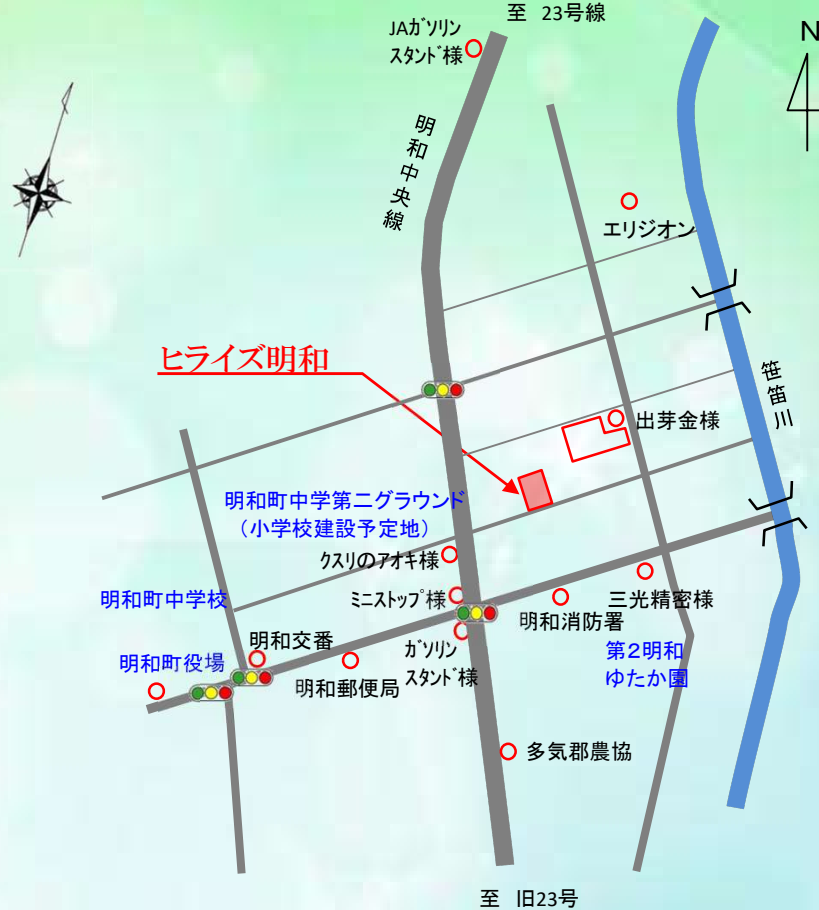 至 23号線
JAｶﾞｿﾘﾝ
ｽﾀﾝﾄﾞ様
N
明和中央線
エリジオン
ヒライズ明和
笹笛川
出芽金様
明和町中学第二グラウンド
（小学校建設予定地）
ｸｽﾘのｱｵｷ様
明和町中学校
ﾐﾆｽﾄｯﾌﾟ様
三光精密様
明和消防署
明和交番
ｶﾞｿﾘﾝ
ｽﾀﾝﾄﾞ様
第2明和
ゆたか園
明和町役場
明和郵便局
多気郡農協
至 旧23号